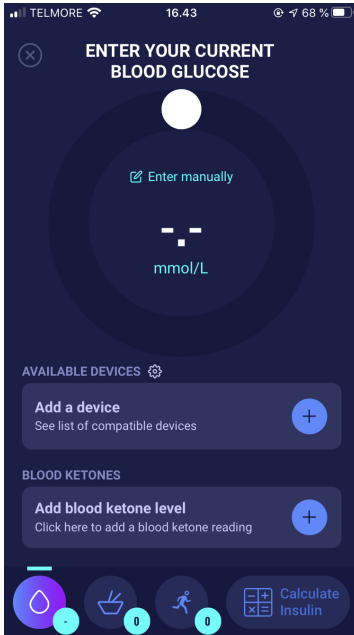 TELMORE 16.43 68 %
ENTER YOUR CURRENT
BLOOD GLUCOSE
Enter manually
-.-
mmol/L
AVAILABLE DEVICES
Add a device
See list of compatible devices
+
BLOOD KETONES
Add blood ketone level
Click here to add a blood ketone reading
+
- 0 0
Calculate
Insulin